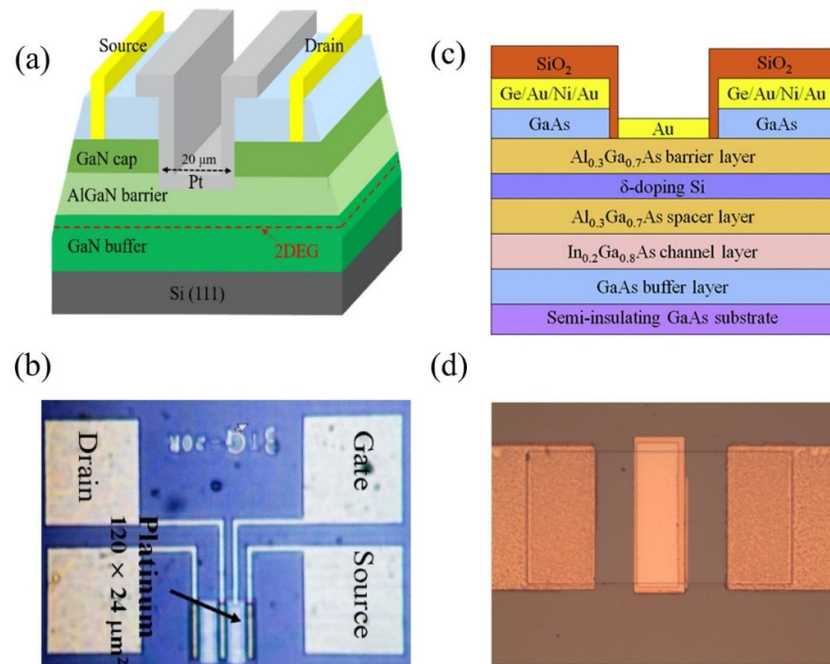 (a)
Source
Drain
GaN cap
20 μm
Pt
AlGaN barrier
2DEG
GaN buffer
Si (111)
(c)
SiO₂
SiO₂
Ge/Au/Ni/Au
Ge/Au/Ni/Au
GaAs
Au
GaAs
Al₀.₃Ga₀.₇As barrier layer
δ-doping Si
Al₀.₃Ga₀.₇As spacer layer
In₀.₂Ga₀.₈As channel layer
GaAs buffer layer
Semi-insulating GaAs substrate
(b)
Drain
Gate
Platinum
120 × 24 μm²
Source
(d)